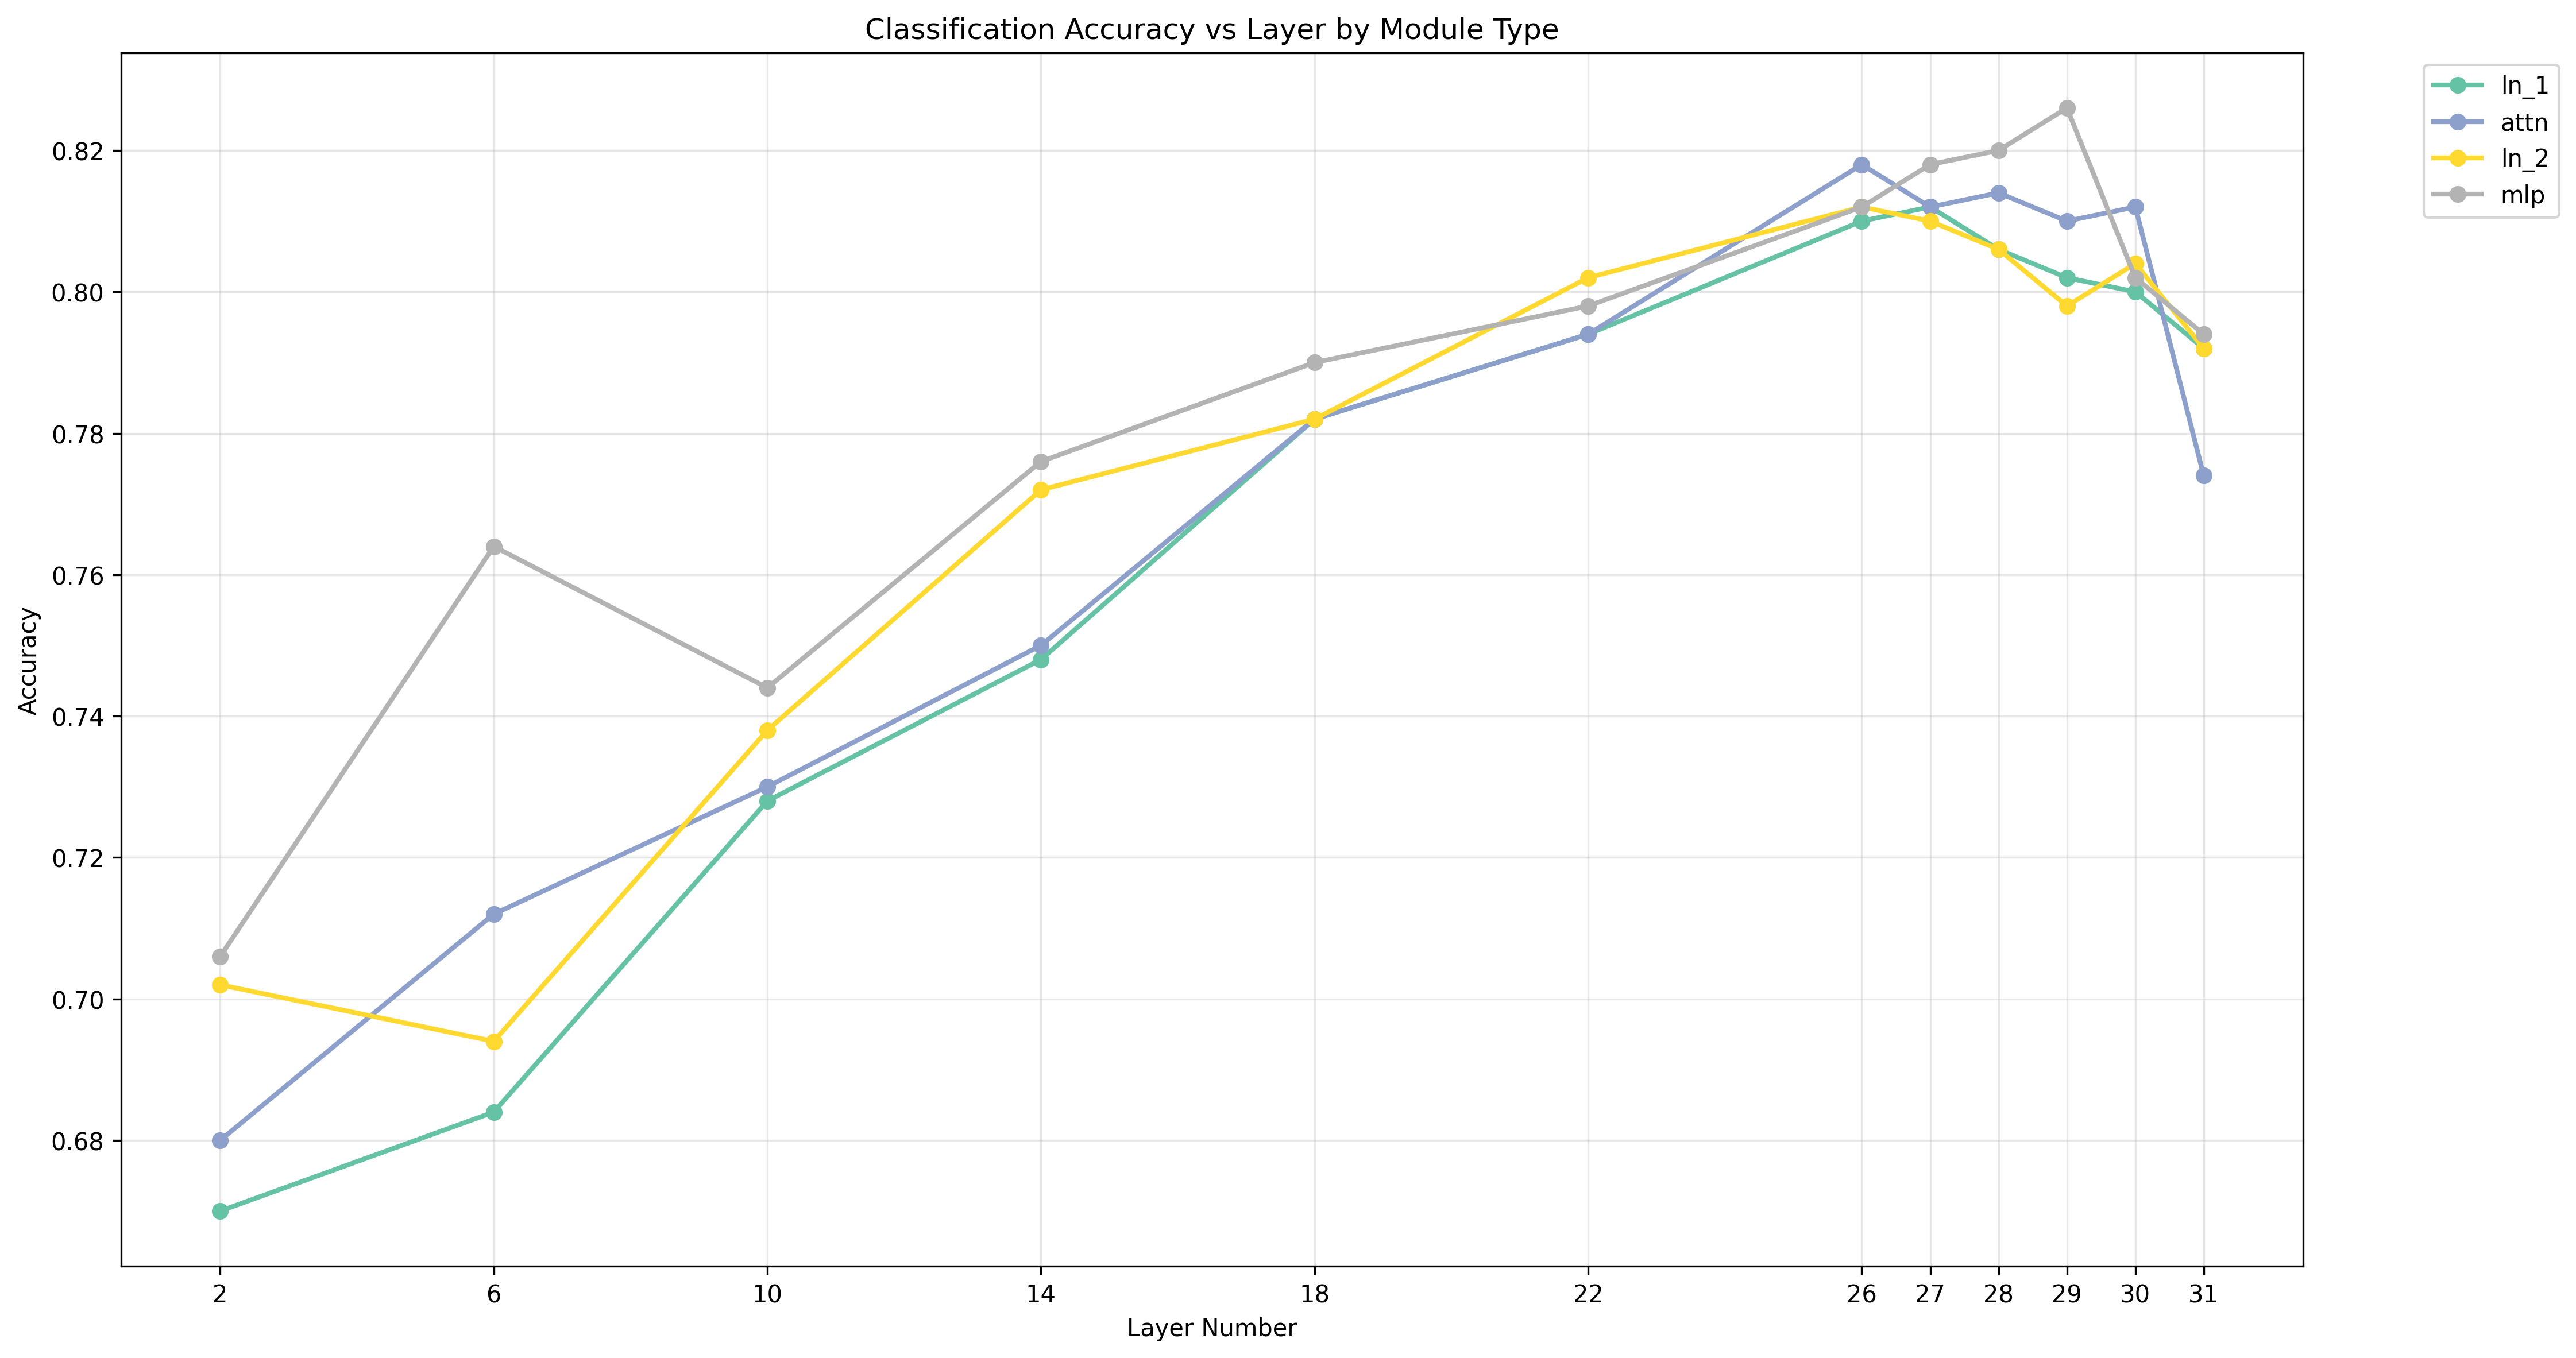 Classification Accuracy vs Layer by Module Type
ln_1
attn
ln_2
mlp
0.82
0.80
0.78
0.76
0.74
0.72
0.70
0.68
Accuracy
2 6 10 14 18 22 26 27 28 29 30 31
Layer Number